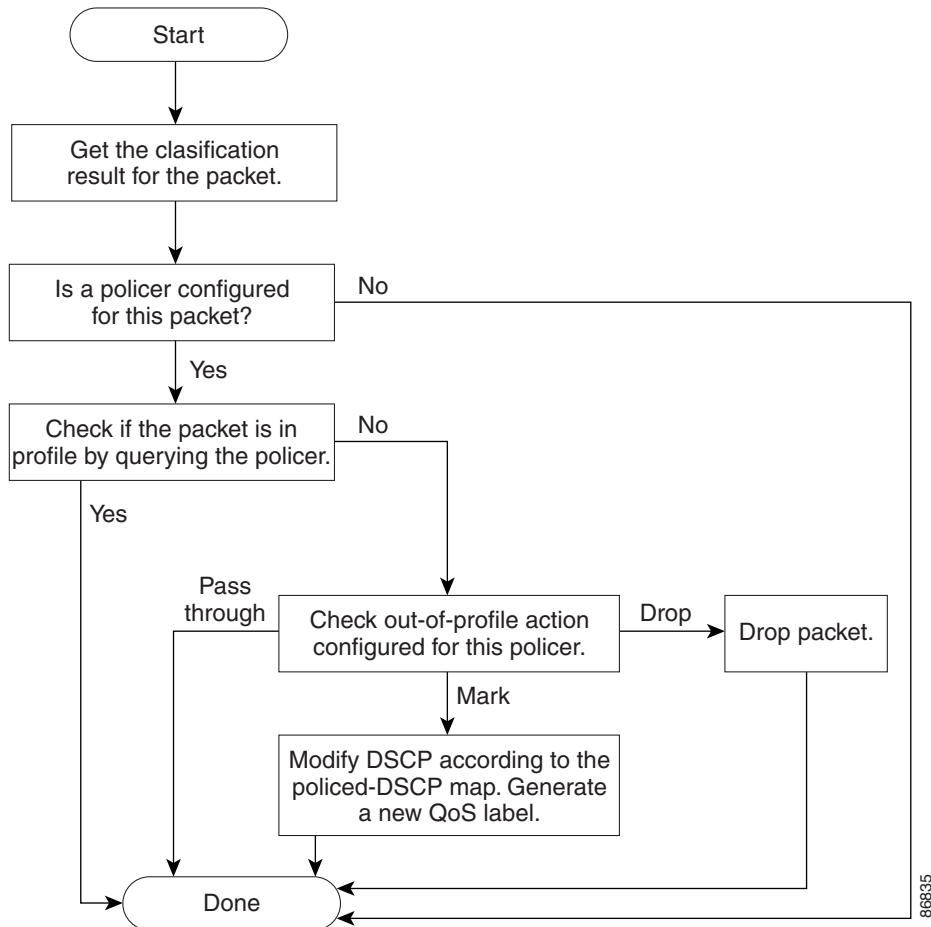 Start
Get the clasification
result for the packet.
Is a policer configured
for this packet?
No
Yes
Check if the packet is in
profile by querying the policer.
No
Yes
Pass
through
Check out-of-profile action
configured for this policer.
Drop
Drop packet.
Mark
Modify DSCP according to the
policed-DSCP map. Generate
a new QoS label.
Done
86835